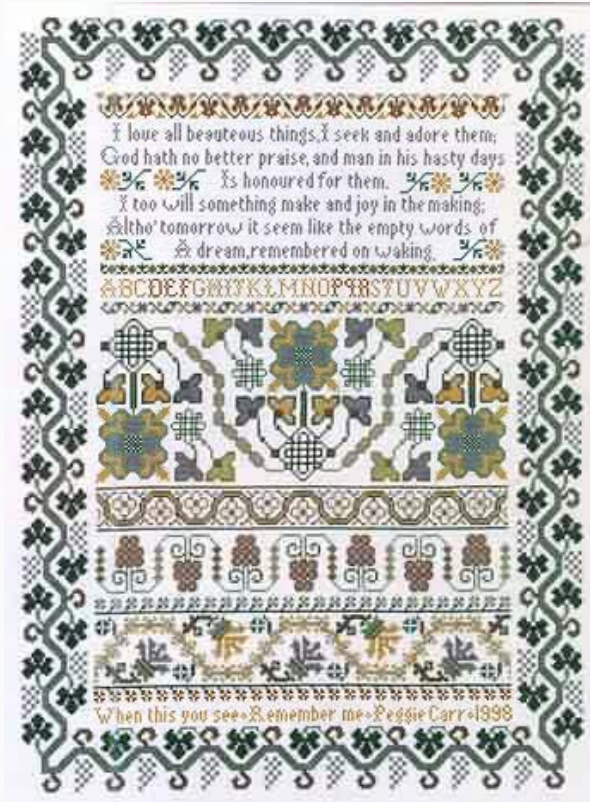 I love all beauteous things, I seek and adore them;
God hath no better praise, and man in his hasty days
Is honoured for them.
I too will something make and joy in the making;
Altho' tomorrow it seem like the empty words of
A dream, remembered on waking.
ABCDEFGHIJKLMNOPQRSTUVWXYZ
When this you see Remember me Peggie Carr 1998